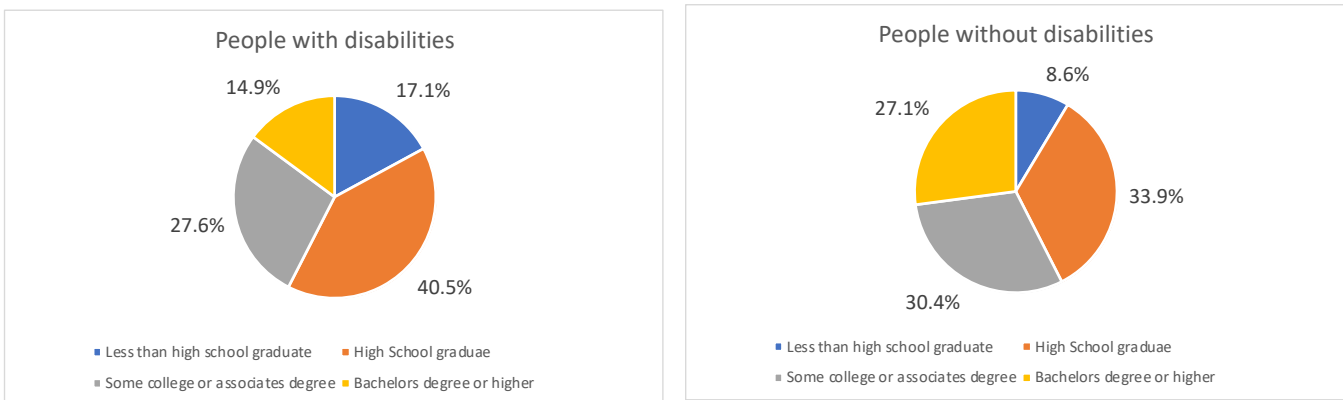 People with disabilities
14.9%
17.1%
27.6%
40.5%
Less than high school graduate
High School graduae
Some college or associates degree
Bachelors degree or higher
People without disabilities
8.6%
27.1%
33.9%
30.4%
Less than high school graduate
High School graduae
Some college or associates degree
Bachelors degree or higher